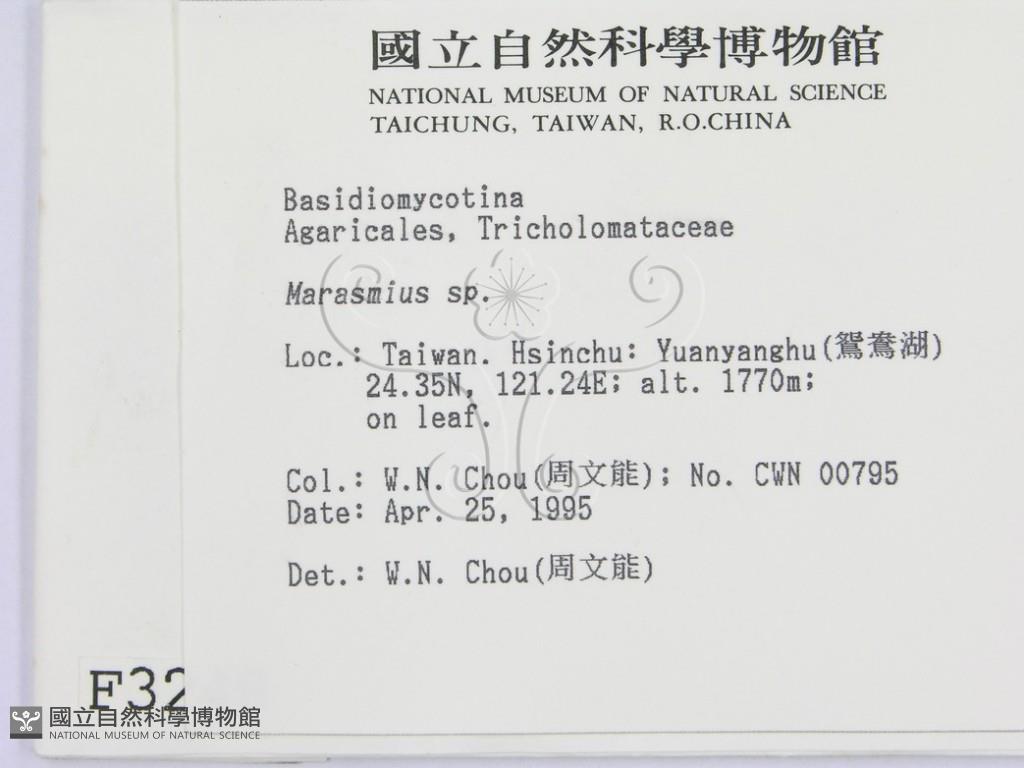 國立自然科學博物館
NATIONAL MUSEUM OF NATURAL SCIENCE
TAICHUNG, TAIWAN, R.O.CHINA
Basidiomycotina
Agaricales, Tricholomataceae
Marasmius sp.
Loc.: Taiwan. Hsinchu: Yuanyanghu(鴛鴦湖)
24.35N, 121.24E; alt. 1770m;
on leaf.
Col.: W.N. Chou(周文能); No. CWN 00795
Date: Apr. 25, 1995
Det.: W.N. Chou(周文能)
F32
國立自然科學博物館
NATIONAL MUSEUM OF NATURAL SCIENCE